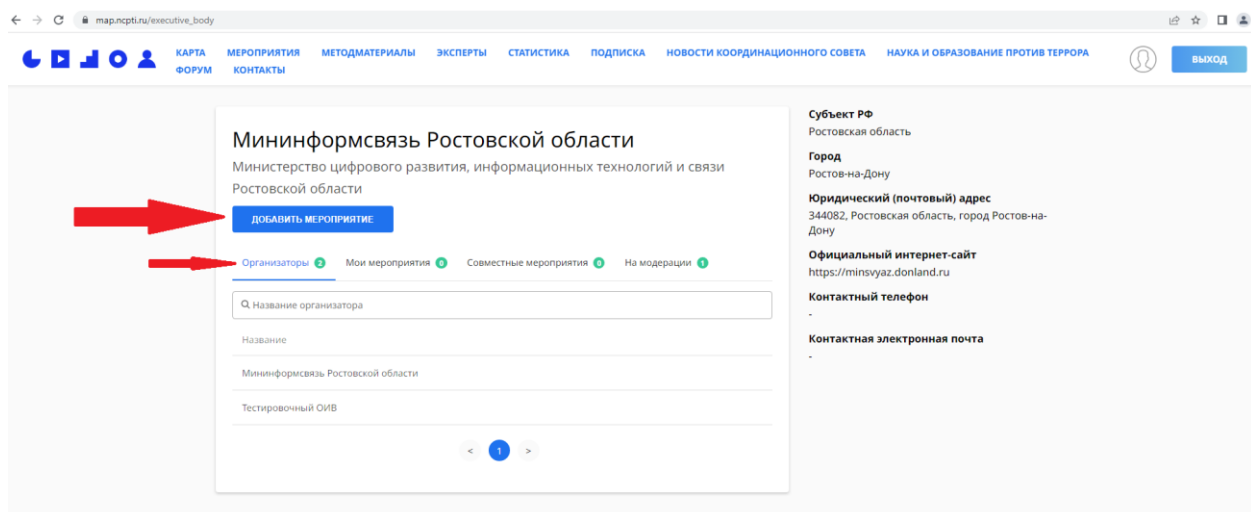 map.ncpti.ru/executive_body
КАРТА МЕРОПРИЯТИЯ МЕТОДМАТЕРИАЛЫ ЭКСПЕРТЫ СТАТИСТИКА ПОДПИСКА НОВОСТИ КООРДИНАЦИОННОГО СОВЕТА НАУКА И ОБРАЗОВАНИЕ ПРОТИВ ТЕРРОРА
ФОРУМ КОНТАКТЫ
ВЫХОД
Мининформсвязь Ростовской области
Министерство цифрового развития, информационных технологий и связи
Ростовской области
ДОБАВИТЬ МЕРОПРИЯТИЕ
Организаторы 2 Мои мероприятия 0 Совместные мероприятия 0 На модерации 1
Название организатора
Название
Мининформсвязь Ростовской области
Тестировочный ОИВ
< 1 >
Субъект РФ
Ростовская область
Город
Ростов-на-Дону
Юридический (почтовый) адрес
344082, Ростовская область, город Ростов-на-
Дону
Официальный интернет-сайт
https://minsvyaz.donland.ru
Контактный телефон
-
Контактная электронная почта
-